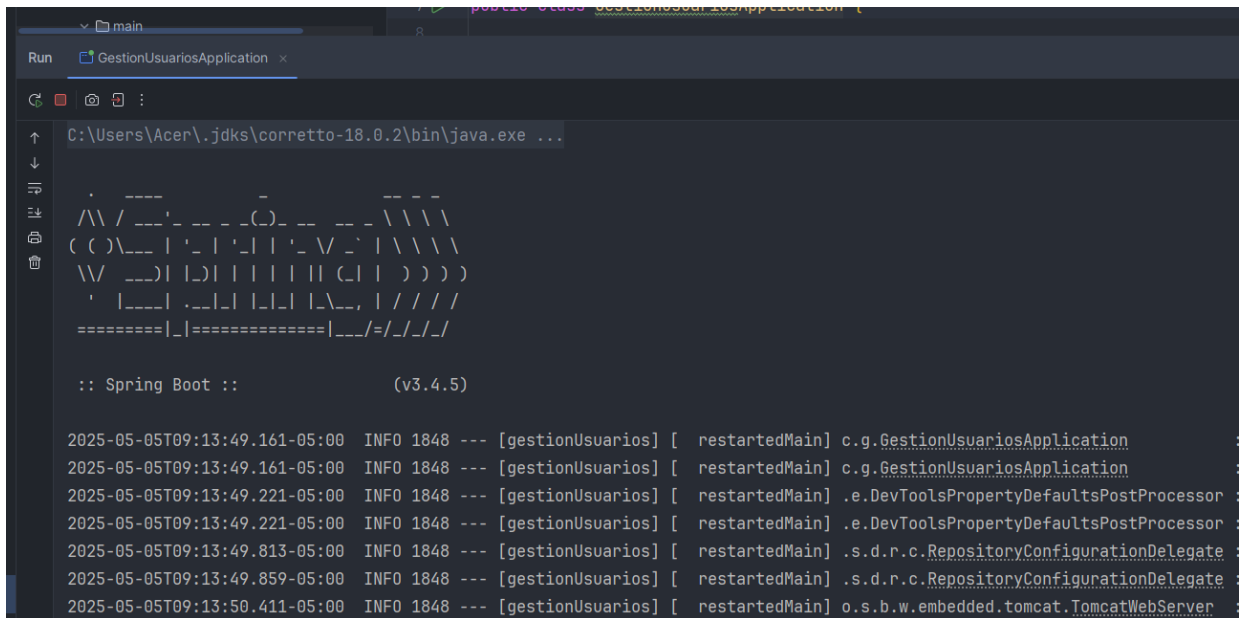 public class GestionUsuariosApplication {
main
8
Run GestionUsuariosApplication ×
C:\Users\Acer\.jdks\corretto-18.0.2\bin\java.exe ...
  .   ____          _            __ _ _
 /\\ / ___'_ __ _ _(_)_ __  __ _ \ \ \ \
( ( )\___ | '_ | '_| | '_ \/ _` | \ \ \ \
 \\/  ___)| |_)| | | | | || (_| |  ) ) ) )
  '  |____| .__|_| |_|_| |_\__, | / / / /
 =========|_|==============|___/=/_/_/_/
 :: Spring Boot ::                (v3.4.5)
2025-05-05T09:13:49.161-05:00  INFO 1848 --- [gestionUsuarios] [  restartedMain] c.g.GestionUsuariosApplication           :
2025-05-05T09:13:49.161-05:00  INFO 1848 --- [gestionUsuarios] [  restartedMain] c.g.GestionUsuariosApplication           :
2025-05-05T09:13:49.221-05:00  INFO 1848 --- [gestionUsuarios] [  restartedMain] .e.DevToolsPropertyDefaultsPostProcessor :
2025-05-05T09:13:49.221-05:00  INFO 1848 --- [gestionUsuarios] [  restartedMain] .e.DevToolsPropertyDefaultsPostProcessor :
2025-05-05T09:13:49.813-05:00  INFO 1848 --- [gestionUsuarios] [  restartedMain] .s.d.r.c.RepositoryConfigurationDelegate :
2025-05-05T09:13:49.859-05:00  INFO 1848 --- [gestionUsuarios] [  restartedMain] .s.d.r.c.RepositoryConfigurationDelegate :
2025-05-05T09:13:50.411-05:00  INFO 1848 --- [gestionUsuarios] [  restartedMain] o.s.b.w.embedded.tomcat.TomcatWebServer  :